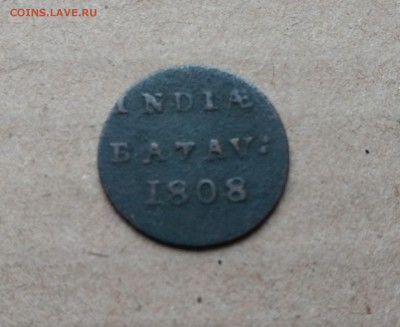 COINS.LAVE.RU
INDIÆ
BATAV:
1808